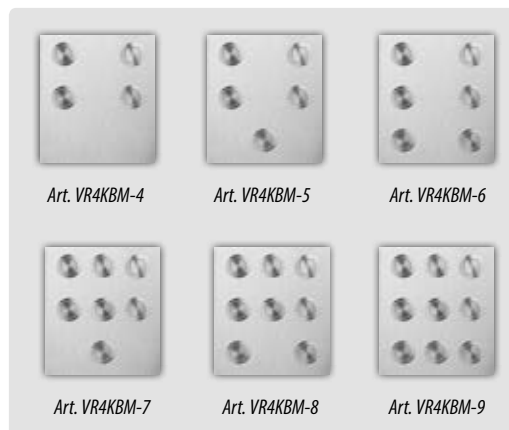 Art. VR4KBM-4
Art. VR4KBM-5
Art. VR4KBM-6
Art. VR4KBM-7
Art. VR4KBM-8
Art. VR4KBM-9